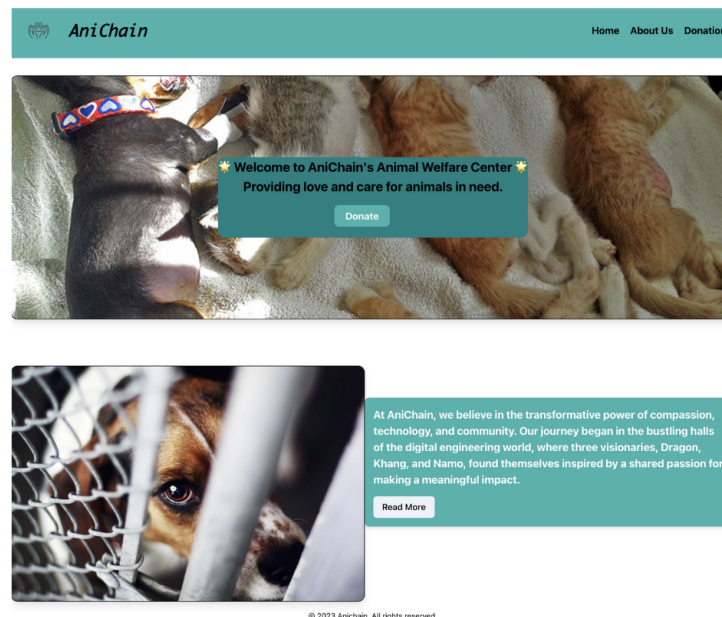 AniChain
Home About Us Donation
🌟 Welcome to AniChain's Animal Welfare Center 🌟
Providing love and care for animals in need.
Donate
At AniChain, we believe in the transformative power of compassion,
technology, and community. Our journey began in the bustling halls
of the digital engineering world, where three visionaries, Dragon,
Khang, and Namo, found themselves inspired by a shared passion for
making a meaningful impact.
Read More
© 2023 Anichain. All rights reserved